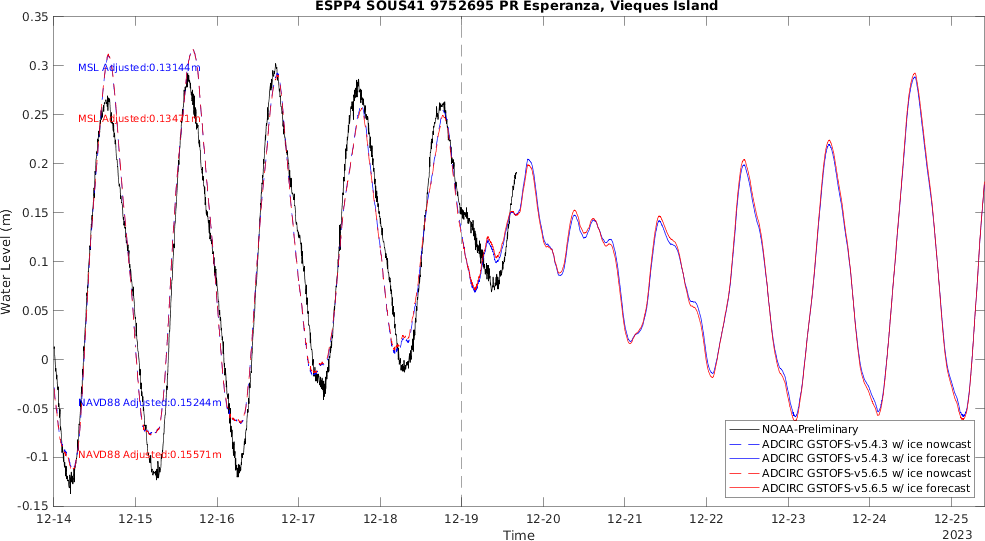 ESPP4 SOUS41 9752695 PR Esperanza, Vieques Island
0.35
0.3
0.25
0.2
0.15
0.1
0.05
0
-0.05
-0.1
-0.15
Water Level (m)
MSL Adjusted:0.13144m
MSL Adjusted:0.13471m
NAVD88 Adjusted:0.15244m
NAVD88 Adjusted:0.15571m
NOAA-Preliminary
ADCIRC GSTOFS-v5.4.3 w/ ice nowcast
ADCIRC GSTOFS-v5.4.3 w/ ice forecast
ADCIRC GSTOFS-v5.6.5 w/ ice nowcast
ADCIRC GSTOFS-v5.6.5 w/ ice forecast
12-14 12-15 12-16 12-17 12-18 12-19 12-20 12-21 12-22 12-23 12-24 12-25
Time
2023